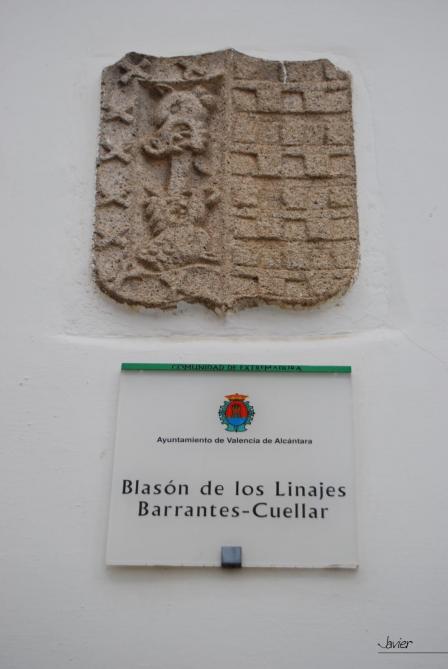 COMUNIDAD DE EXTREMADURA
Ayuntamiento de Valencia de Alcántara
Blasón de los Linajes
Barrantes-Cuellar
Javier